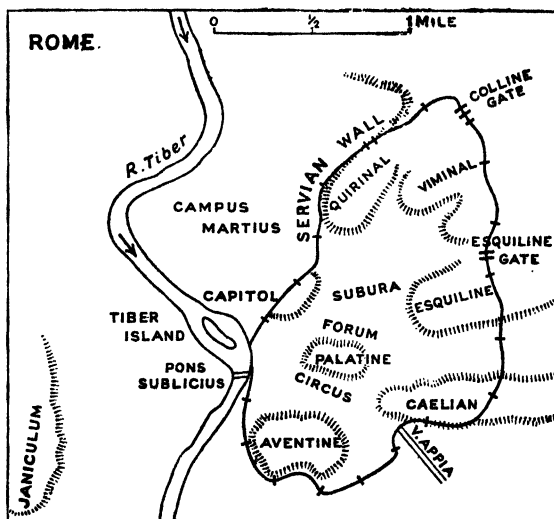 ROME.
0 ½ 1 MILE
COLLINE
GATE
SERVIAN WALL
R. Tiber
QUIRINAL
VIMINAL
CAMPUS
MARTIUS
ESQUILINE
GATE
CAPITOL
SUBURA
ESQUILINE
TIBER
ISLAND
FORUM
PALATINE
PONS
SUBLICIUS
CIRCUS
CAELIAN
JANICULUM
AVENTINE
V. APPIA